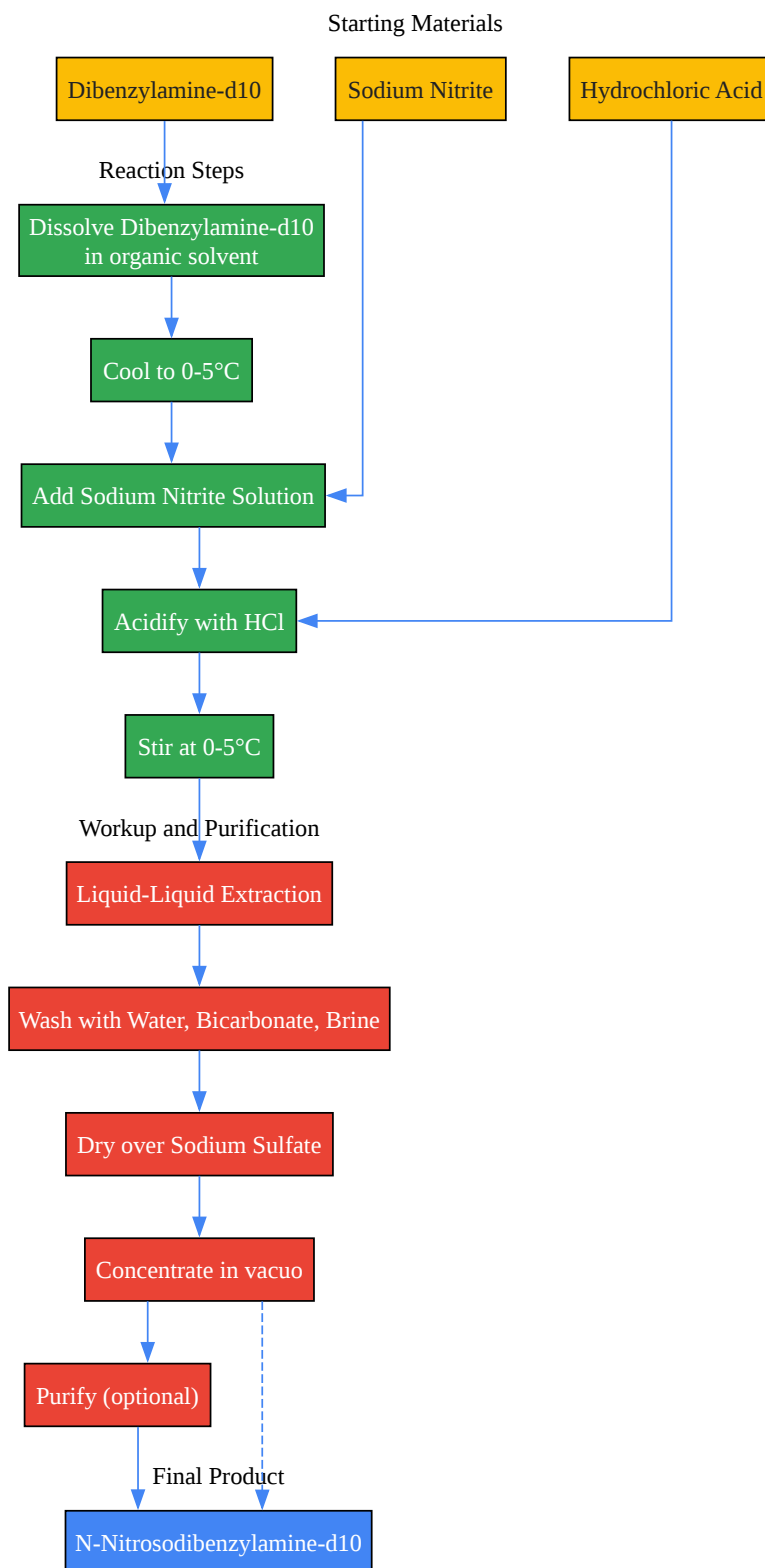 Starting Materials
Dibenzylamine-d10
Sodium Nitrite
Hydrochloric Acid
Reaction Steps
Dissolve Dibenzylamine-d10
in organic solvent
Cool to 0-5°C
Add Sodium Nitrite Solution
Acidify with HCl
Stir at 0-5°C
Workup and Purification
Liquid-Liquid Extraction
Wash with Water, Bicarbonate, Brine
Dry over Sodium Sulfate
Concentrate in vacuo
Purify (optional)
Final Product
N-Nitrosodibenzylamine-d10